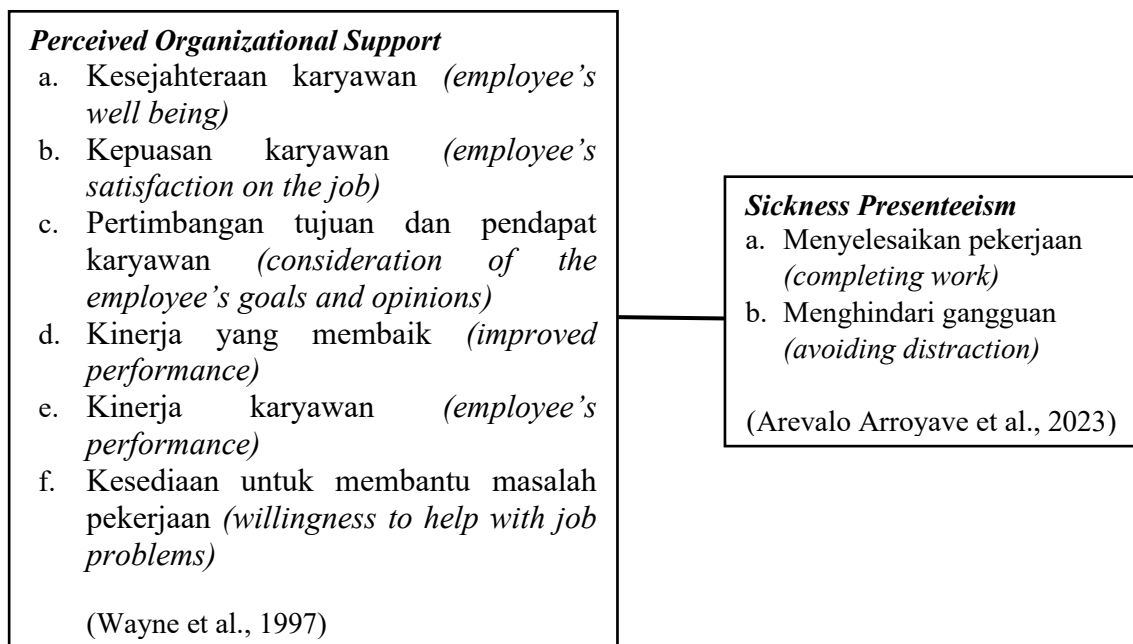 Perceived Organizational Support
a. Kesejahteraan karyawan (employee’s
well being)
b. Kepuasan karyawan (employee’s
satisfaction on the job)
c. Pertimbangan tujuan dan pendapat
karyawan (consideration of the
employee’s goals and opinions)
d. Kinerja yang membaik (improved
performance)
e. Kinerja karyawan (employee’s
performance)
f. Kesediaan untuk membantu masalah
pekerjaan (willingness to help with job
problems)
(Wayne et al., 1997)
Sickness Presenteeism
a. Menyelesaikan pekerjaan
(completing work)
b. Menghindari gangguan
(avoiding distraction)
(Arevalo Arroyave et al., 2023)